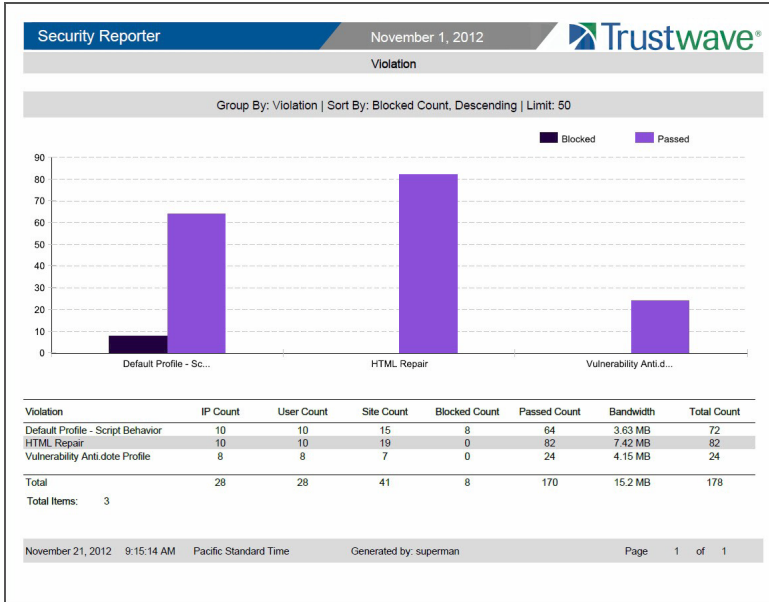 Security Reporter November 1, 2012 Trustwave®
Violation
Group By: Violation | Sort By: Blocked Count, Descending | Limit: 50
Blocked Passed
90
80
70
60
50
40
30
20
10
0
Default Profile - Sc... HTML Repair Vulnerability Anti.d...
Violation IP Count User Count Site Count Blocked Count Passed Count Bandwidth Total Count
Default Profile - Script Behavior 10 10 15 8 64 3.63 MB 72
HTML Repair 10 10 19 0 82 7.42 MB 82
Vulnerability Anti.dote Profile 8 8 7 0 24 4.15 MB 24
Total 28 28 41 8 170 15.2 MB 178
Total Items: 3
November 21, 2012 9:15:14 AM Pacific Standard Time Generated by: superman Page 1 of 1